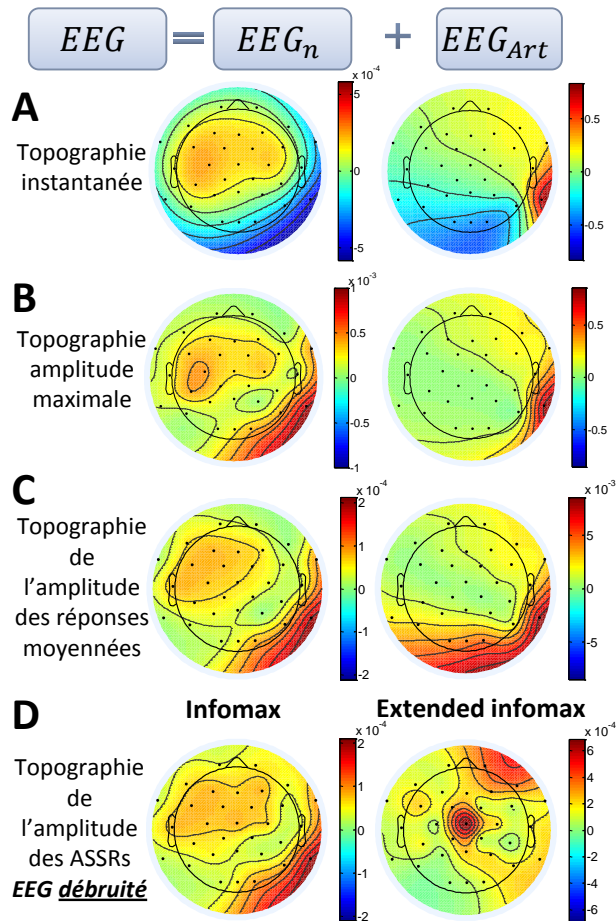 EEG = EEG_n + EEG_Art
A
Topographie
instantanée
x 10^-4
5
0
-5
0.5
0
-0.5
B
Topographie
amplitude
maximale
x 10^-3
1
0.5
0
-0.5
-1
0.5
0
-0.5
C
Topographie
de
l'amplitude
des réponses
moyennées
x 10^-4
2
1
0
-1
-2
x 10^-3
5
0
-5
D
Infomax
Extended infomax
Topographie
de
l'amplitude
des ASSRs
EEG débruité
x 10^-4
2
1
0
-1
-2
x 10^-4
6
4
2
0
-2
-4
-6